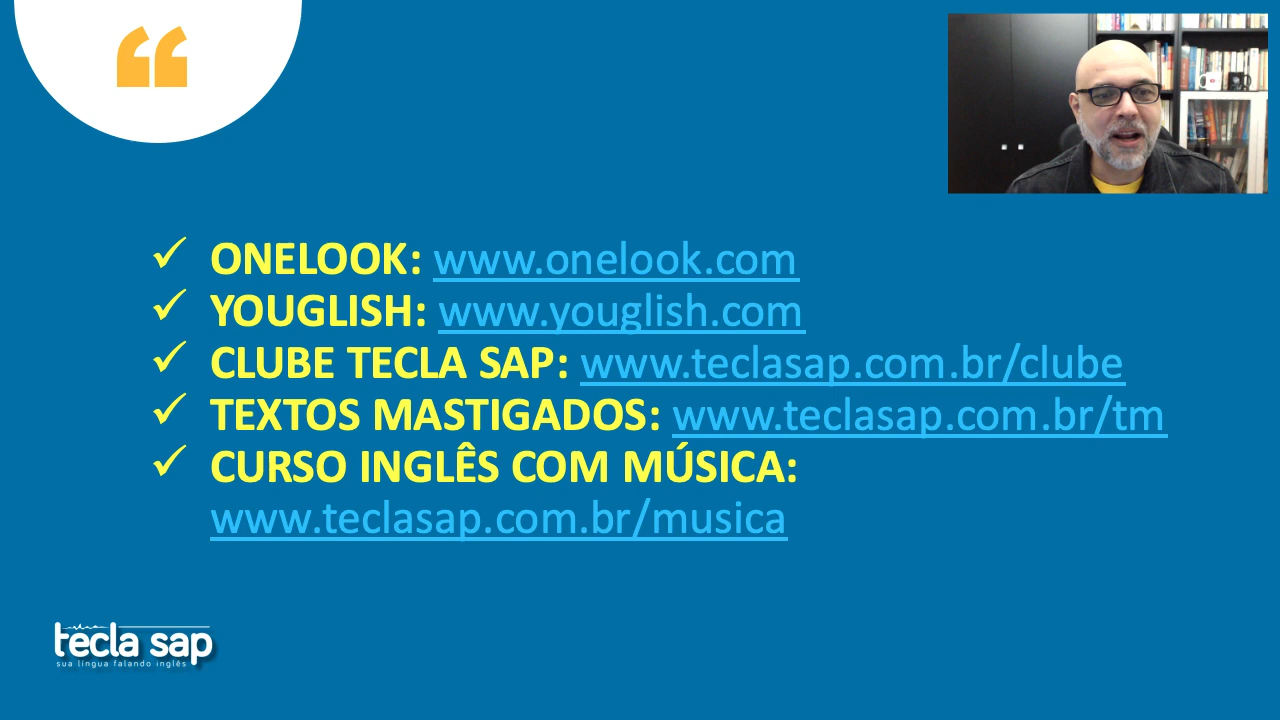 “
✓ ONELOOK: www.onelook.com
✓ YOUGLISH: www.youglish.com
✓ CLUBE TECLA SAP: www.teclasap.com.br/clube
✓ TEXTOS MASTIGADOS: www.teclasap.com.br/tm
✓ CURSO INGLÊS COM MÚSICA:
www.teclasap.com.br/musica
tecla sap
sua língua falando inglês